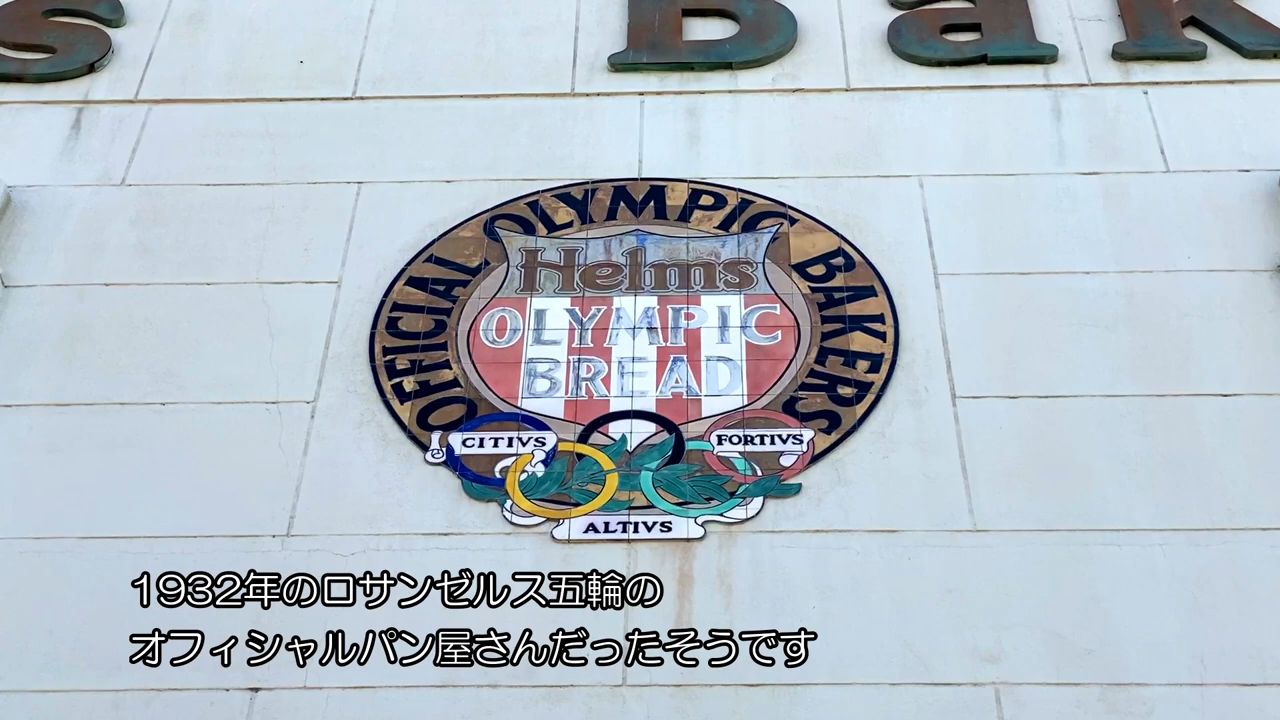 s Bak
OFFICIAL OLYMPIC BAKERS
Helms
OLYMPIC
BREAD
CITIVS
FORTIVS
ALTIVS
1932年のロサンゼルス五輪の
オフィシャルパン屋さんだったそうです